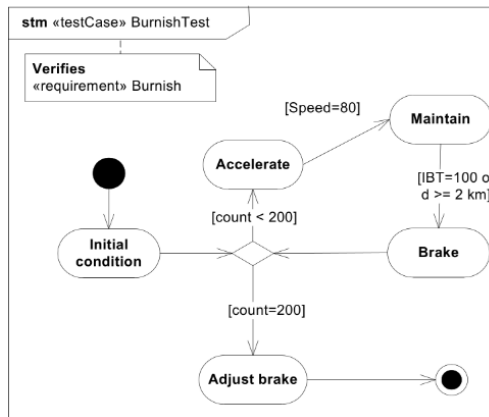 stm «testCase» BurnishTest
Verifies
«requirement» Burnish
[Speed=80]
Maintain
Accelerate
[IBT=100 o
d >= 2 km]
[count < 200]
Initial
condition
Brake
[count=200]
Adjust brake